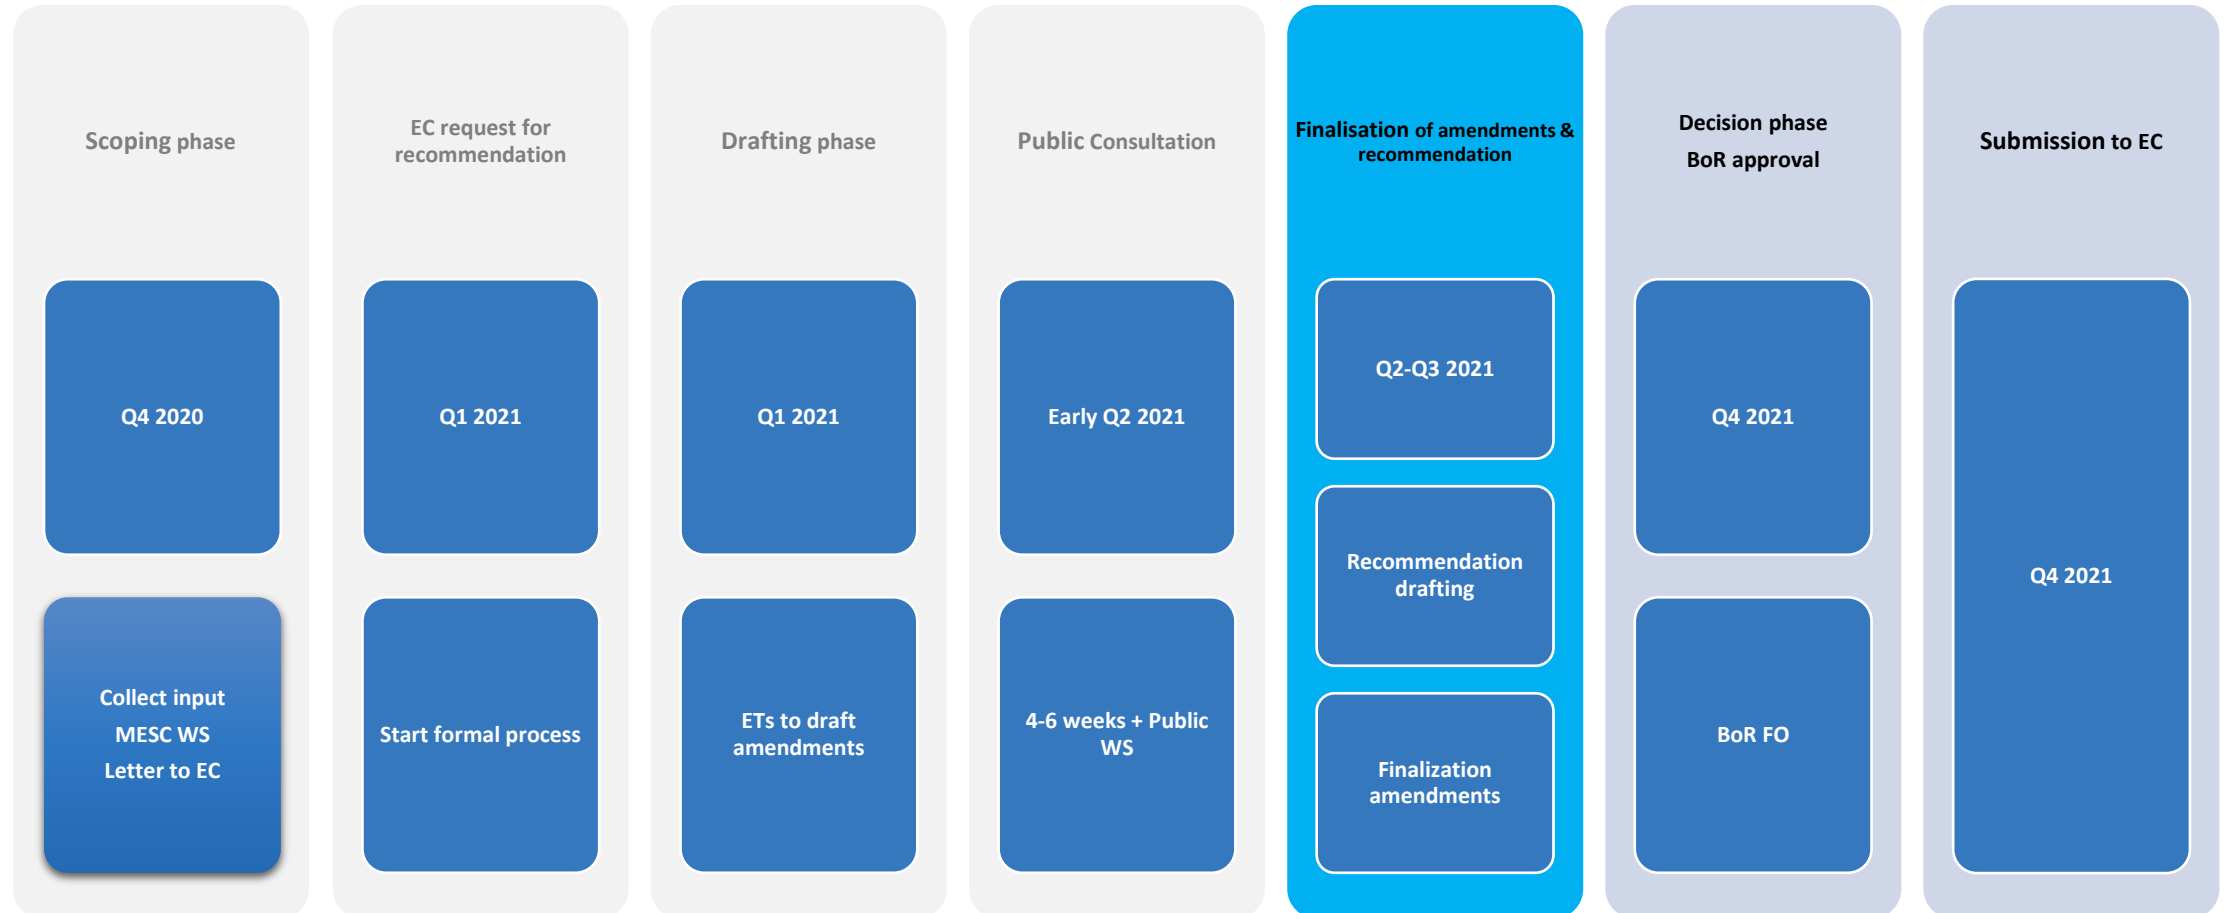 Scoping phase
Q4 2020
Collect input
MESC WS
Letter to EC
EC request for
recommendation
Q1 2021
Start formal process
Drafting phase
Q1 2021
ETs to draft
amendments
Public Consultation
Early Q2 2021
4-6 weeks + Public
WS
Finalisation of amendments &
recommendation
Q2-Q3 2021
Recommendation
drafting
Finalization
amendments
Decision phase
BoR approval
Q4 2021
BoR FO
Submission to EC
Q4 2021